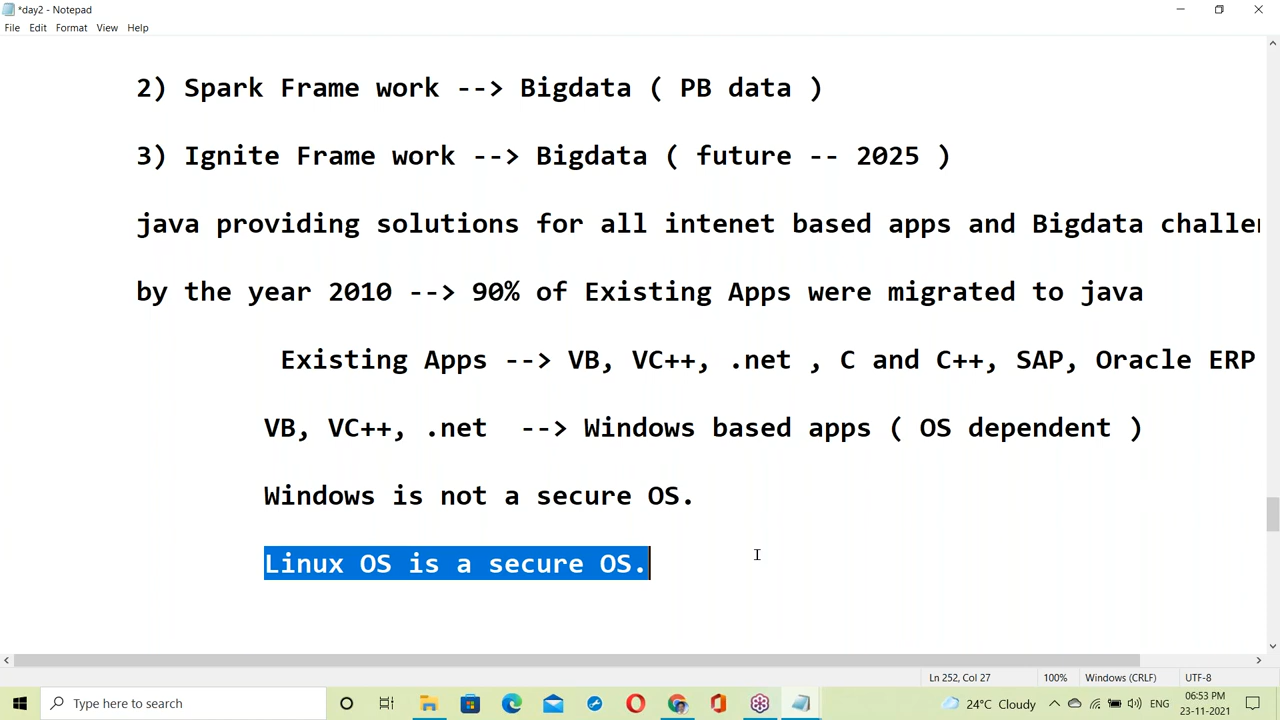 *day2 - Notepad
File Edit Format View Help
2) Spark Frame work --> Bigdata ( PB data )
3) Ignite Frame work --> Bigdata ( future -- 2025 )
java providing solutions for all intenet based apps and Bigdata challe
by the year 2010 --> 90% of Existing Apps were migrated to java
Existing Apps --> VB, VC++, .net , C and C++, SAP, Oracle ERP
VB, VC++, .net --> Windows based apps ( OS dependent )
Windows is not a secure OS.
Linux OS is a secure OS.
Ln 252, Col 27 100% Windows (CRLF) UTF-8
Type here to search 24°C Cloudy ENG 06:53 PM
23-11-2021